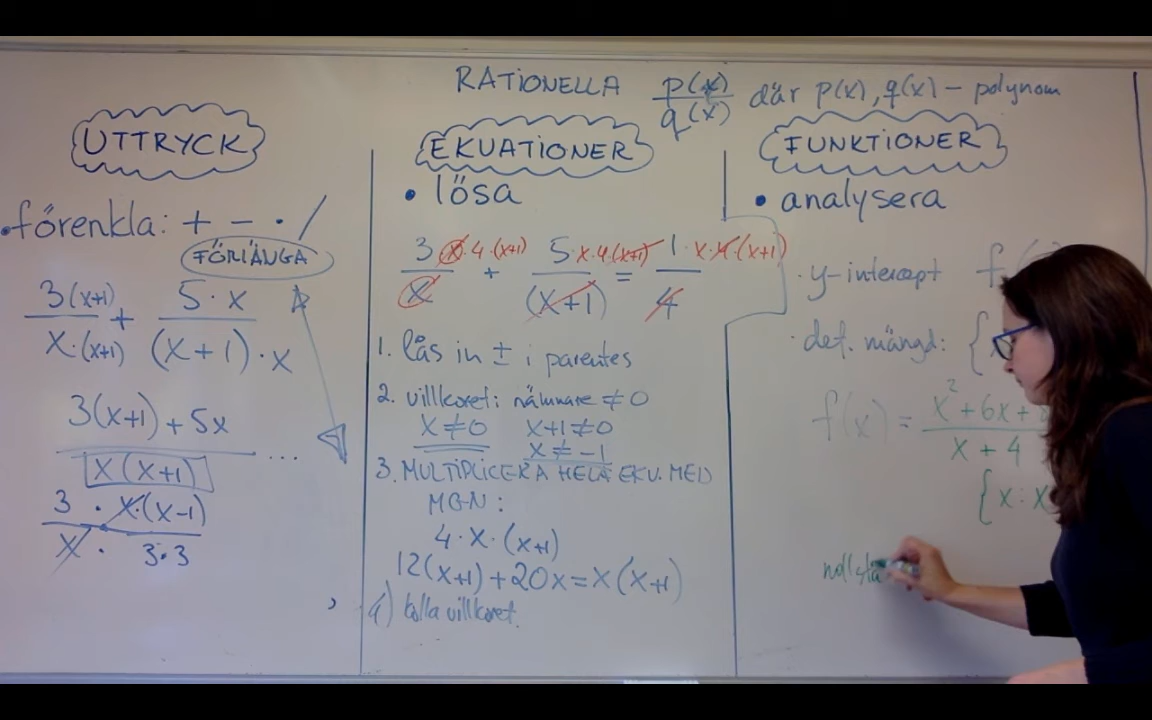 RATIONELLA p(x)/q(x) där p(x), q(x) – polynom
UTTRYCK
• förenkla: + – · /
FÖRLÄNGA
3(x+1)/x·(x+1) + 5·x/(x+1)·x
3(x+1)+5x/x(x+1) ...
3·x·(x-1)/x·3·3
EKUATIONER
• lösa
3·x·4·(x+1)/x + 5·x·4·(x+1)/(x+1) = 1·x·4·(x+1)/4
1. lås in ± i parentes
2. villkoret: nämnare ≠0
x≠0 x+1≠0
x≠-1
3. MULTIPLICERA HELA EKV. MED
MGN:
4·x·(x+1)
12(x+1)+20x=x(x+1)
4) kolla villkoret.
FUNKTIONER
• analysera
· y-intercept f(
· def. mängd: {x
f(x) = x²+6x+/x+4
{x: x
nollstä